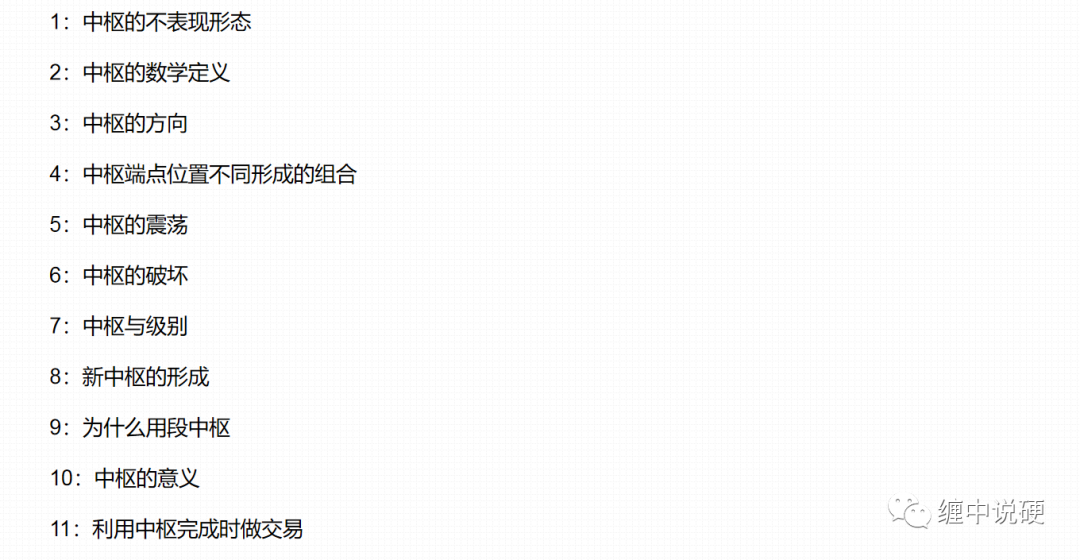 1：中枢的不表现形态
2：中枢的数学定义
3：中枢的方向
4：中枢端点位置不同形成的组合
5：中枢的震荡
6：中枢的破坏
7：中枢与级别
8：新中枢的形成
9：为什么用段中枢
10：中枢的意义
11：利用中枢完成时做交易
缠中说硬